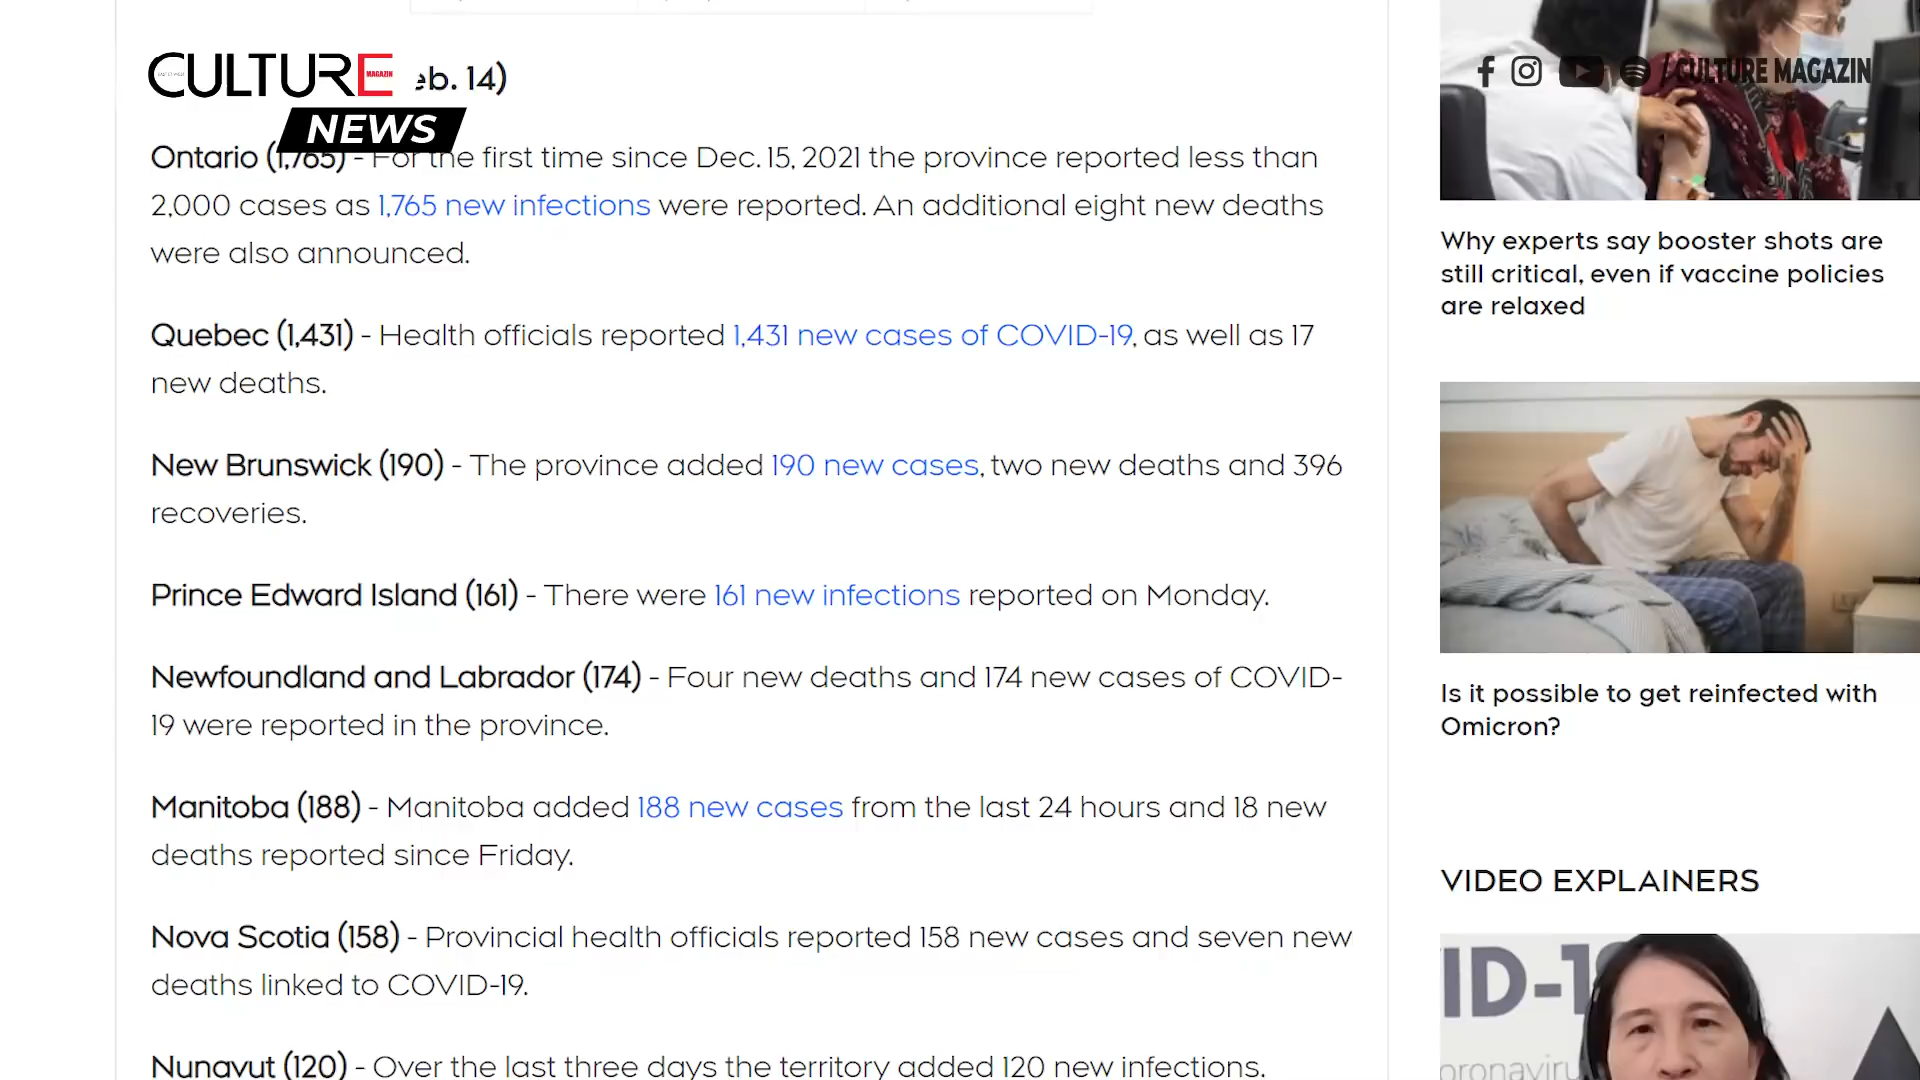 CULTURE
MAGAZIN
NEWS
eb. 14)
/ CULTURE MAGAZIN
Ontario (1,765) - For the first time since Dec. 15, 2021 the province reported less than
2,000 cases as 1,765 new infections were reported. An additional eight new deaths
were also announced.
Quebec (1,431) - Health officials reported 1,431 new cases of COVID-19, as well as 17
new deaths.
New Brunswick (190) - The province added 190 new cases, two new deaths and 396
recoveries.
Prince Edward Island (161) - There were 161 new infections reported on Monday.
Newfoundland and Labrador (174) - Four new deaths and 174 new cases of COVID-
19 were reported in the province.
Manitoba (188) - Manitoba added 188 new cases from the last 24 hours and 18 new
deaths reported since Friday.
Nova Scotia (158) - Provincial health officials reported 158 new cases and seven new
deaths linked to COVID-19.
Nunavut (120) - Over the last three days the territory added 120 new infections.
Why experts say booster shots are
still critical, even if vaccine policies
are relaxed
Is it possible to get reinfected with
Omicron?
VIDEO EXPLAINERS
ID-19
oronaviru